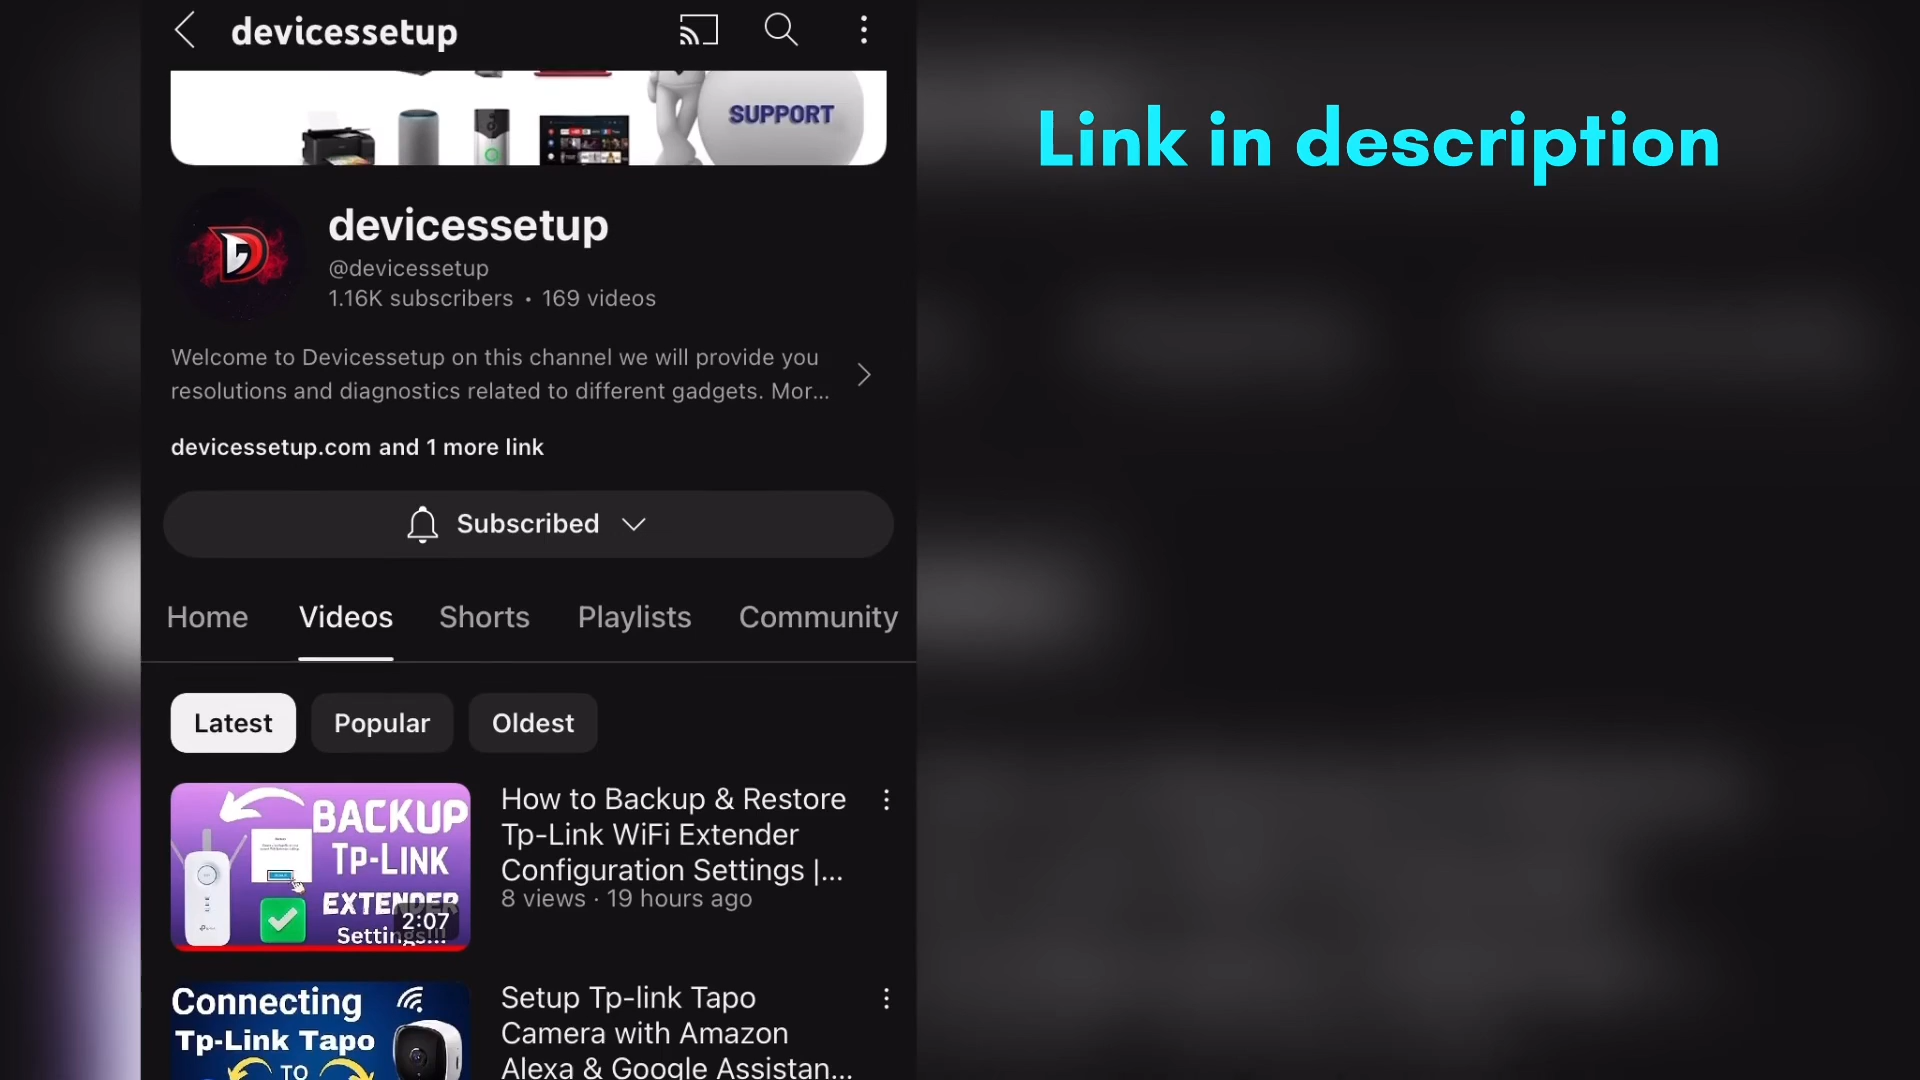 devicessetup
SUPPORT
Link in description
devicessetup
@devicessetup
1.16K subscribers • 169 videos
Welcome to Devicessetup on this channel we will provide you
resolutions and diagnostics related to different gadgets. Mor...
devicessetup.com and 1 more link
Subscribed
Home Videos Shorts Playlists Community
Latest Popular Oldest
BACKUP
TP-LINK
EXTENDER
2:07
Settings...
How to Backup & Restore
Tp-Link WiFi Extender
Configuration Settings |...
8 views · 19 hours ago
Connecting
Tp-Link Tapo
TO
Setup Tp-link Tapo
Camera with Amazon
Alexa & Google Assistan...